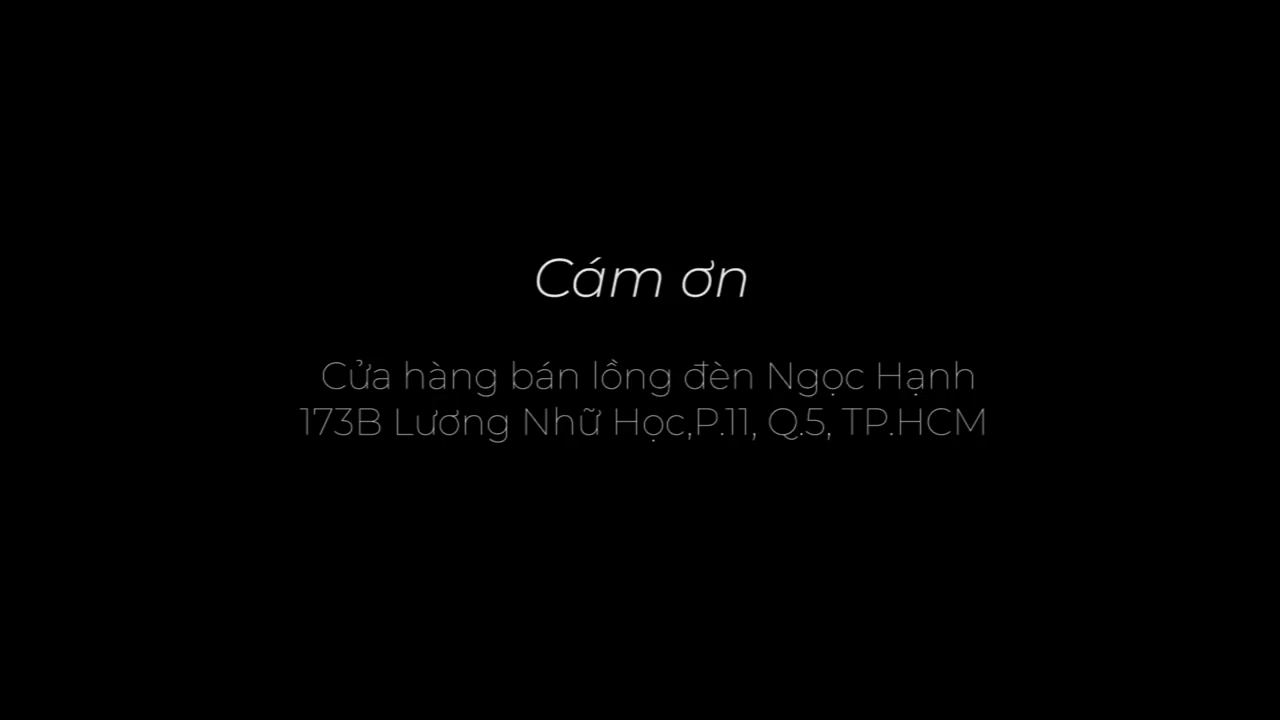 Cám ơn
Cửa hàng bán lồng đèn Ngọc Hạnh
173B Lương Nhữ Học,P.11, Q.5, TP.HCM